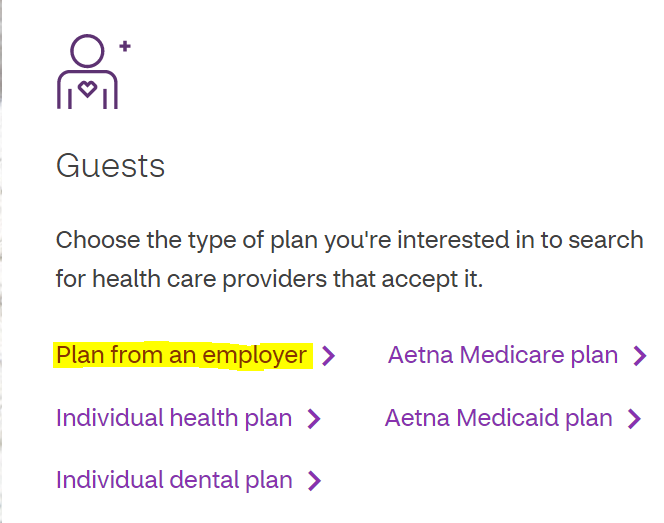 Guests
Choose the type of plan you're interested in to search
for health care providers that accept it.
Plan from an employer
Aetna Medicare plan
Individual health plan
Aetna Medicaid plan
Individual dental plan